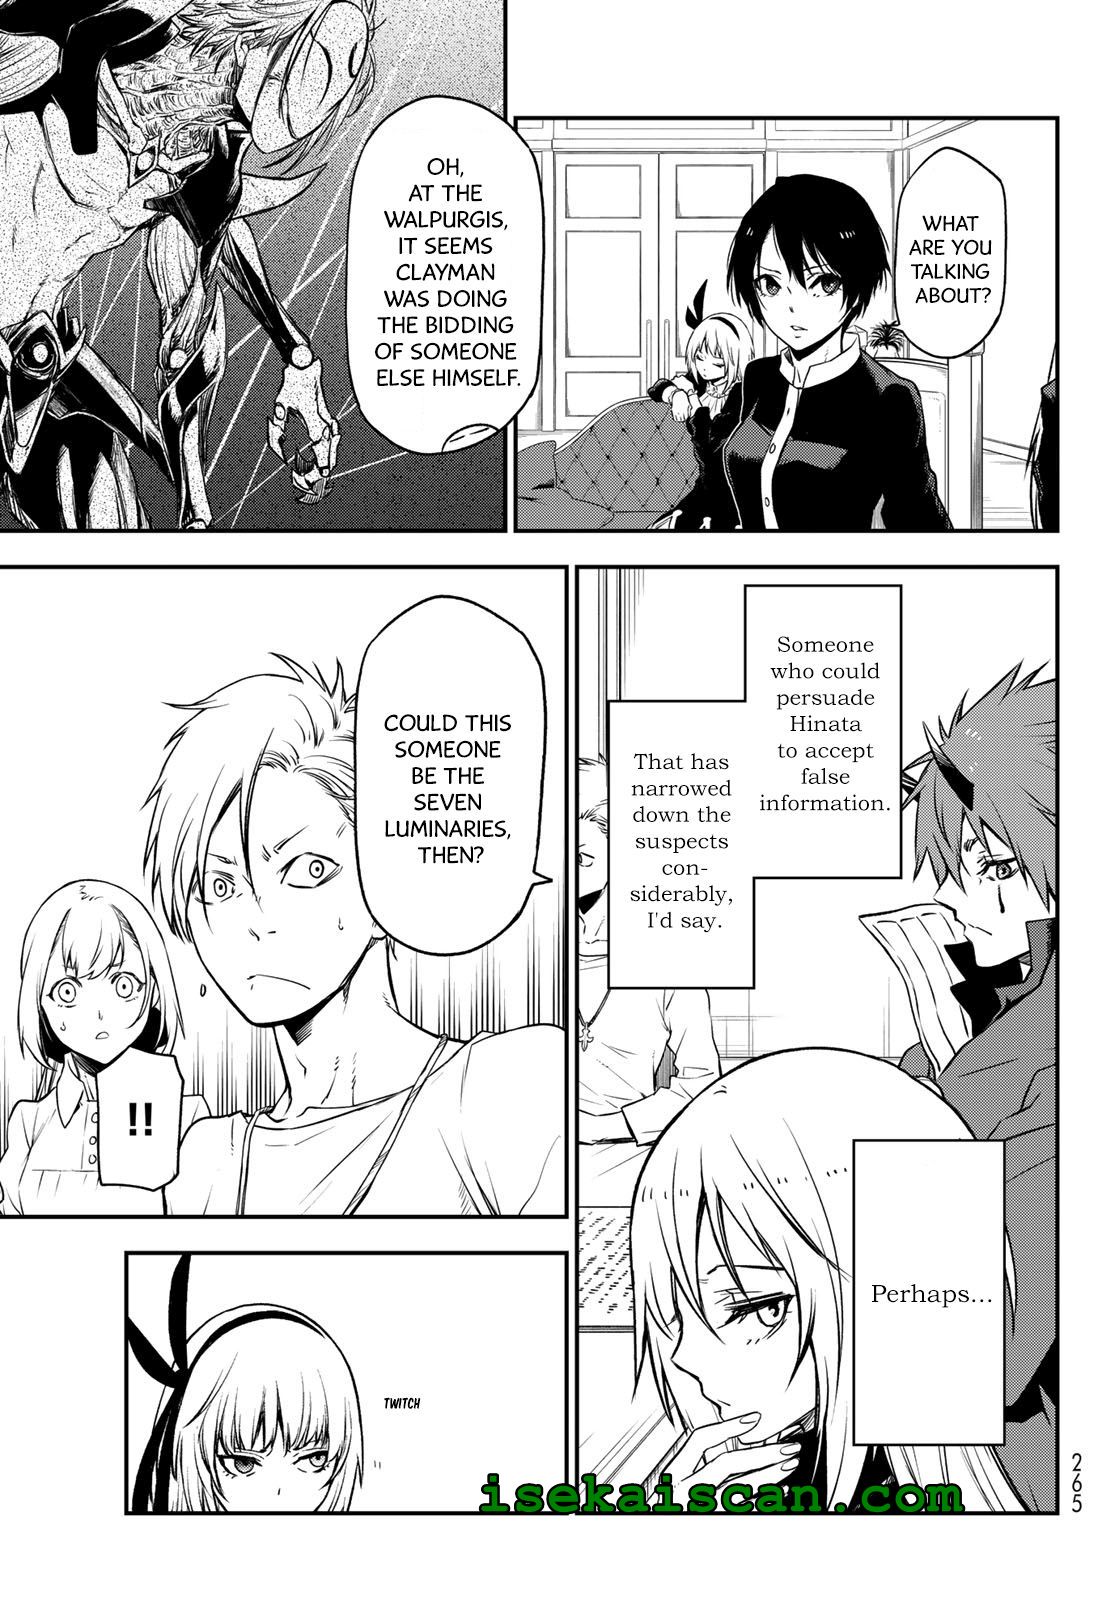 WHAT
ARE YOU
TALKING
ABOUT?
OH,
AT THE
WALPURGIS,
IT SEEMS
CLAYMAN
WAS DOING
THE BIDDING
OF SOMEONE
ELSE HIMSELF.
Someone
who could
persuade
Hinata
to accept
false
information.
That has
narrowed
down the
suspects
con-
siderably,
I'd say.
Perhaps...
COULD THIS
SOMEONE
BE THE
SEVEN
LUMINARIES,
THEN?
!!
TWITCH
isekaiscan.com
265